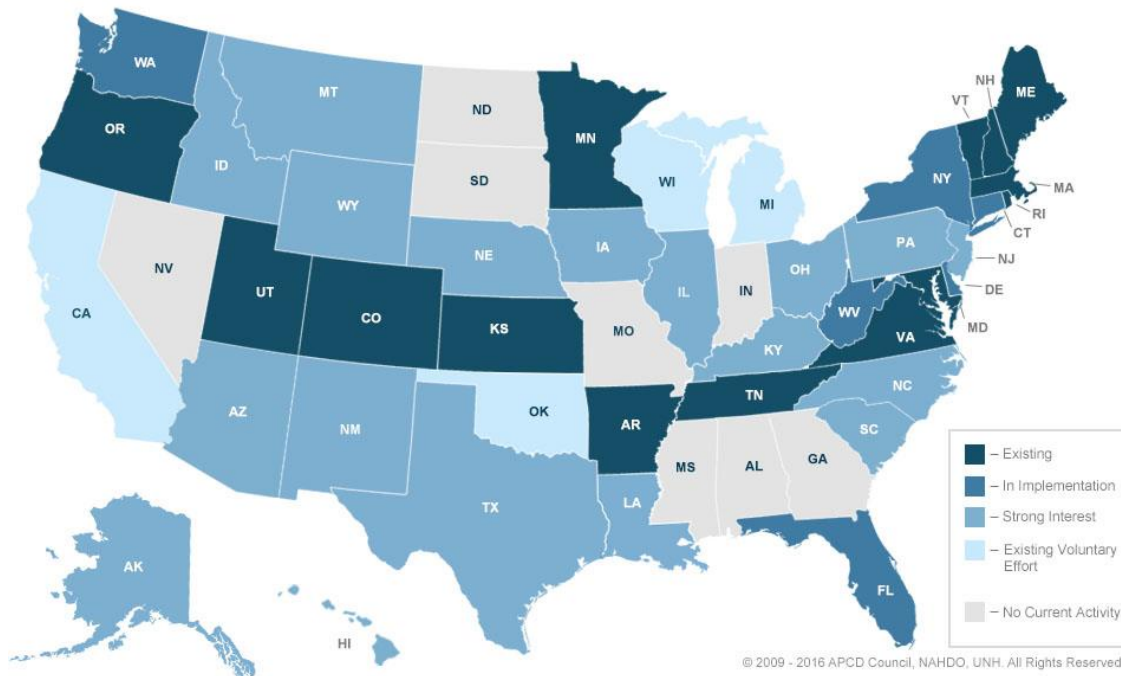 WA
MT
ND
MN
ME
NH
VT
OR
ID
SD
WI
MI
NY
MA
RI
CT
WY
IA
NE
PA
NJ
NV
UT
CO
KS
IL
IN
OH
DE
MD
CA
MO
KY
WV
VA
AZ
NM
OK
AR
TN
NC
SC
MS
AL
GA
TX
LA
AK
HI
FL
– Existing
– In Implementation
– Strong Interest
– Existing Voluntary
Effort
– No Current Activity
© 2009 - 2016 APCD Council, NAHDO, UNH. All Rights Reserved